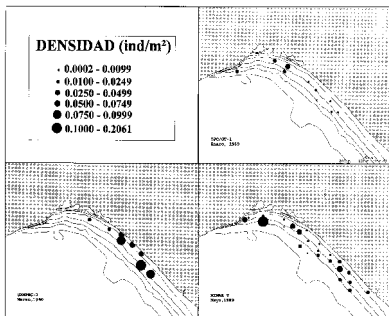 DENSIDAD (ind/m²)
0.0002 - 0.0099
0.0100 - 0.0249
0.0250 - 0.0499
0.0500 - 0.0749
0.0750 - 0.0999
0.1000 - 0.2061
Enero, 1989
Mayo, 1989